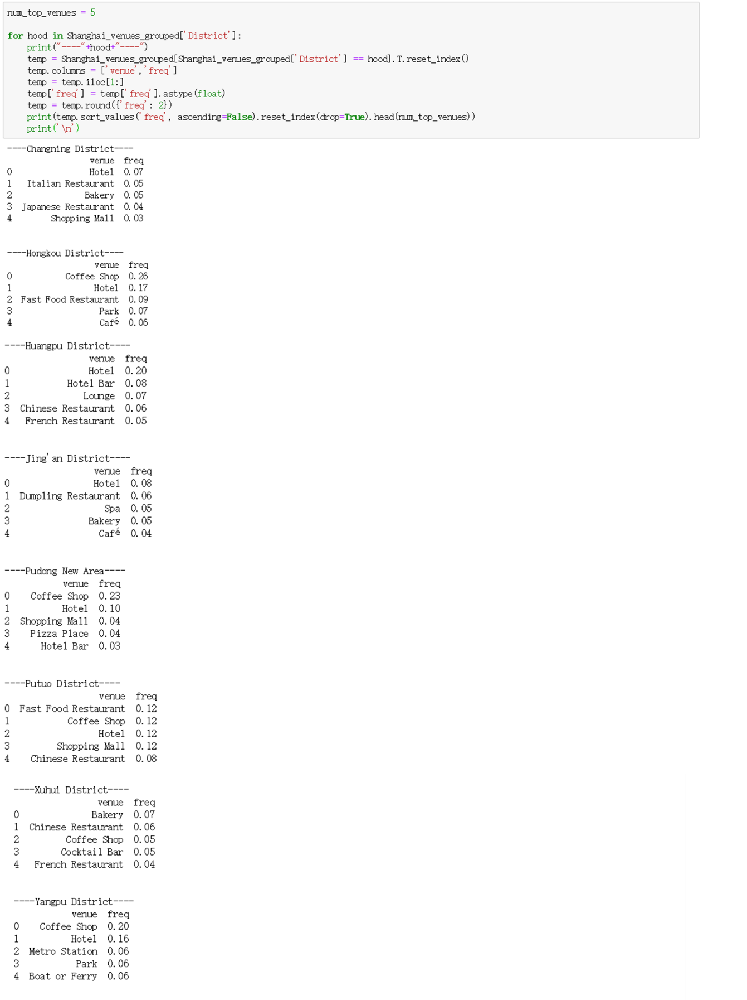 num_top_venues = 5
for hood in Shanghai_venues_grouped['District']:
    print("----"+hood+"----")
    temp = Shanghai_venues_grouped[Shanghai_venues_grouped['District'] == hood].T.reset_index()
    temp.columns = ['venue','freq']
    temp = temp.iloc[1:]
    temp['freq'] = temp['freq'].astype(float)
    temp = temp.round({'freq': 2})
    print(temp.sort_values('freq', ascending=False).reset_index(drop=True).head(num_top_venues))
    print('\n')
----Changning District----
venue freq
0 Hotel 0.07
1 Italian Restaurant 0.05
2 Bakery 0.05
3 Japanese Restaurant 0.04
4 Shopping Mall 0.03
----Hongkou District----
venue freq
0 Coffee Shop 0.26
1 Hotel 0.17
2 Fast Food Restaurant 0.09
3 Park 0.07
4 Café 0.06
----Huangpu District----
venue freq
0 Hotel 0.20
1 Hotel Bar 0.08
2 Lounge 0.07
3 Chinese Restaurant 0.06
4 French Restaurant 0.05
----Jing'an District----
venue freq
0 Hotel 0.08
1 Dumpling Restaurant 0.06
2 Spa 0.05
3 Bakery 0.05
4 Café 0.04
----Pudong New Area----
venue freq
0 Coffee Shop 0.23
1 Hotel 0.10
2 Shopping Mall 0.04
3 Pizza Place 0.04
4 Hotel Bar 0.03
----Putuo District----
venue freq
0 Fast Food Restaurant 0.12
1 Coffee Shop 0.12
2 Hotel 0.12
3 Shopping Mall 0.12
4 Chinese Restaurant 0.08
----Xuhui District----
venue freq
0 Bakery 0.07
1 Chinese Restaurant 0.06
2 Coffee Shop 0.05
3 Cocktail Bar 0.05
4 French Restaurant 0.04
----Yangpu District----
venue freq
0 Coffee Shop 0.20
1 Hotel 0.16
2 Metro Station 0.06
3 Park 0.06
4 Boat or Ferry 0.06